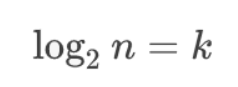 log₂ n = k